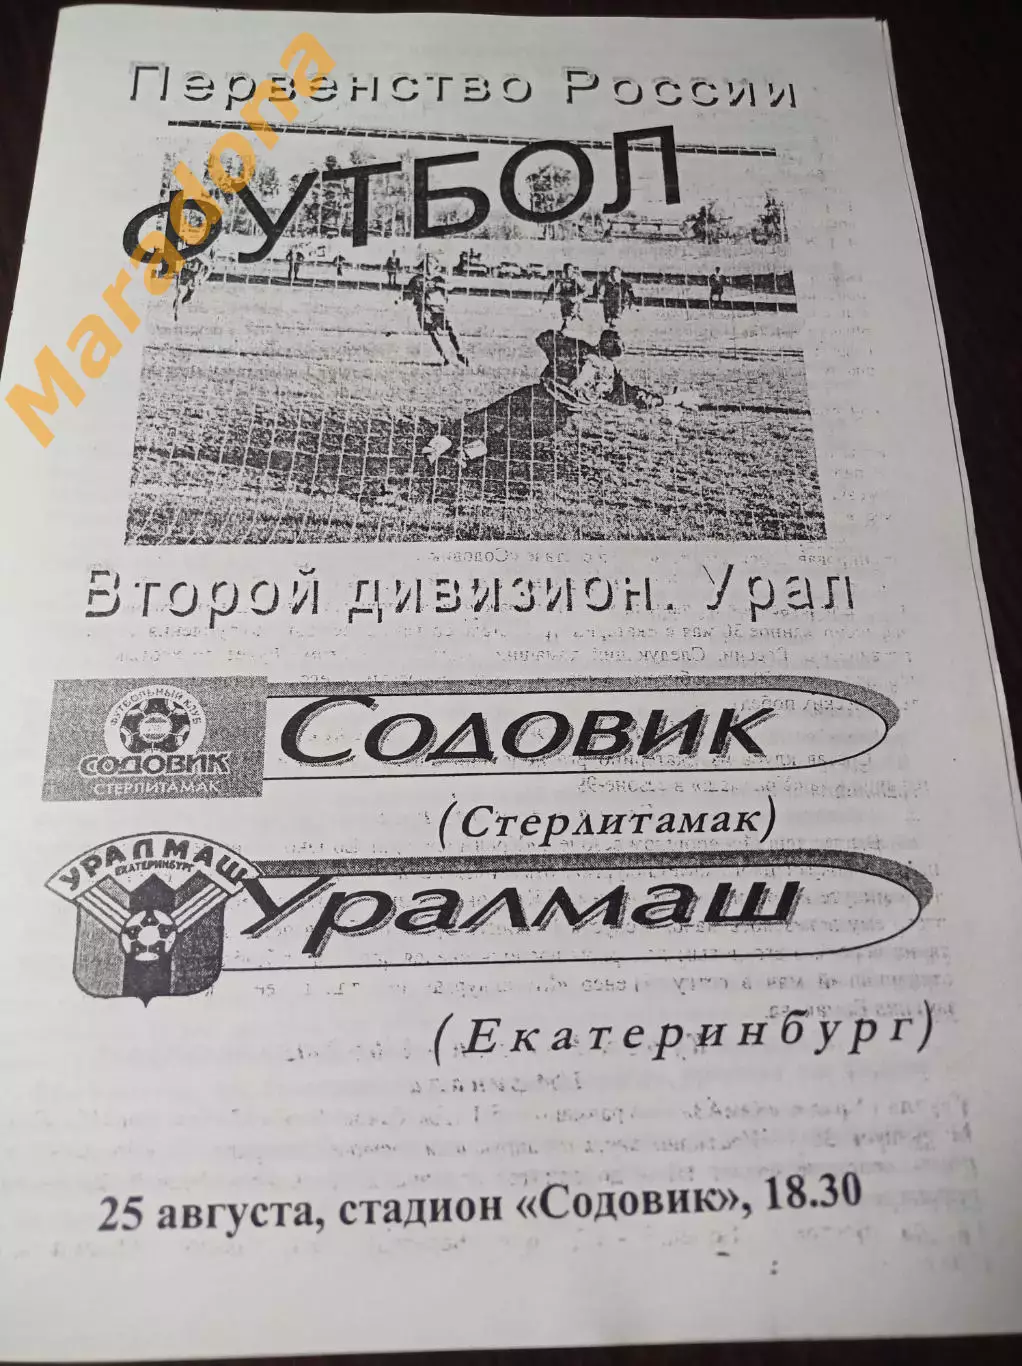 Первенство России
ФУТБОЛ
Maradona
Второй дивизион. Урал
ФУТБОЛЬНЫЙ КЛУБ
СОДОВИК
СТЕРЛИТАМАК
Содовик
(Стерлитамак)
УРАЛМАШ
ЕКАТЕРИНБУРГ
Уралмаш
(Екатеринбург)
25 августа, стадион «Содовик», 18.30